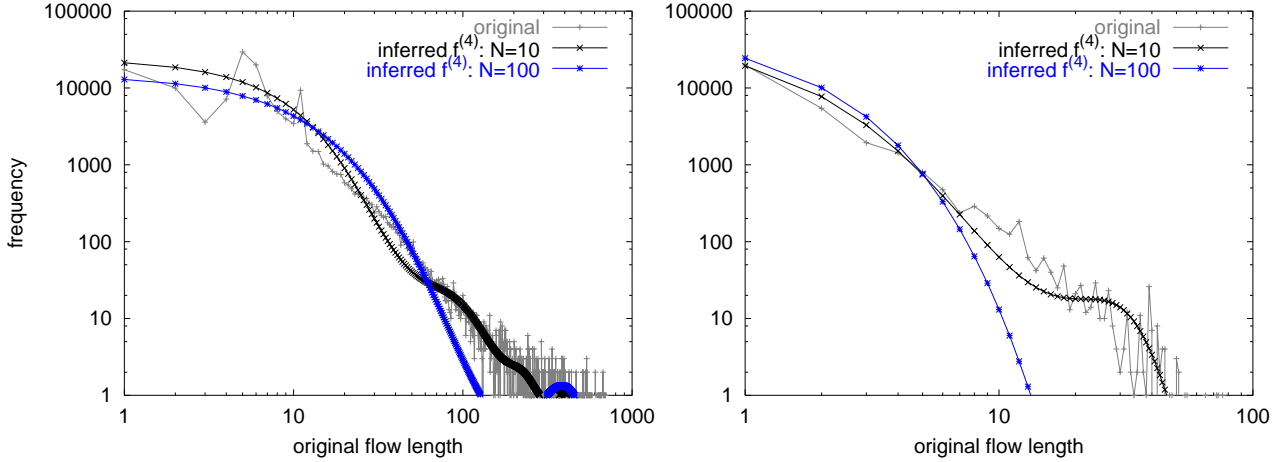 100000
10000
1000
100
10
1
1
10
100
1000
frequency
original flow length
original
inferred f(4): N=10
inferred f(4): N=100
100000
10000
1000
100
10
1
1
10
100
original flow length
original
inferred f(4): N=10
inferred f(4): N=100